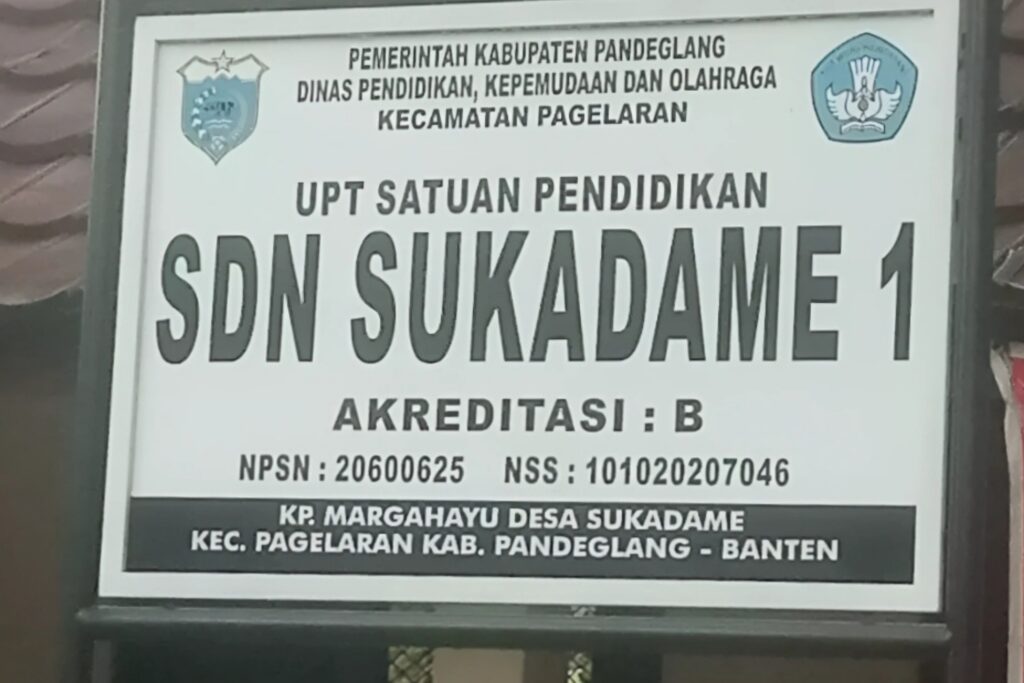 PEMERINTAH KABUPATEN PANDEGLANG
DINAS PENDIDIKAN, KEPEMUDAAN DAN OLAHRAGA
KECAMATAN PAGELARAN
UPT SATUAN PENDIDIKAN
SDN SUKADAME 1
AKREDITASI : B
NPSN : 20600625 NSS : 101020207046
KP. MARGAHAYU DESA SUKADAME
KEC. PAGELARAN KAB. PANDEGLANG - BANTEN